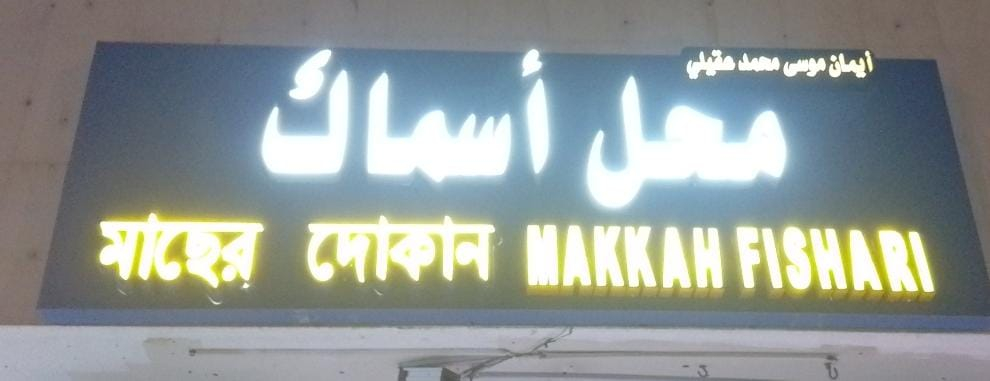 أيمان موسى محمد عقيلي
محل أسماك
মাছের দোকান MAKKAH FISHARI